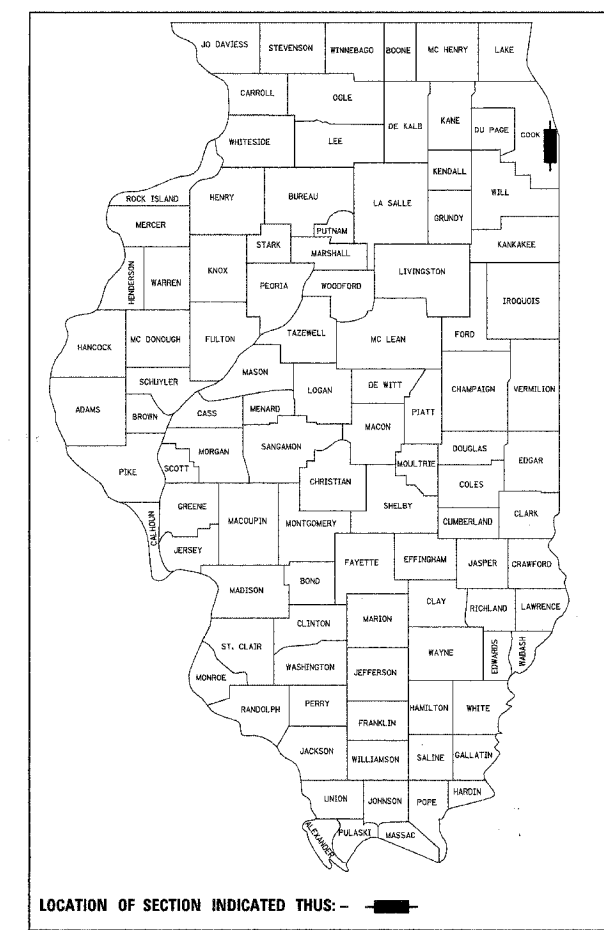 JO DAVIESS
STEVENSON
WINNEBAGO
BOONE
MC HENRY
LAKE
CARROLL
OGLE
DE KALB
KANE
DU PAGE
COOK
WHITESIDE
LEE
KENDALL
WILL
ROCK ISLAND
HENRY
BUREAU
LA SALLE
GRUNDY
MERCER
PUTNAM
STARK
MARSHALL
KANKAKEE
HENDERSON
WARREN
KNOX
PEORIA
WOODFORD
LIVINGSTON
IROQUOIS
HANCOCK
MC DONOUGH
FULTON
TAZEWELL
MC LEAN
FORD
MASON
SCHUYLER
LOGAN
DE WITT
CHAMPAIGN
VERMILION
ADAMS
BROWN
CASS
MENARD
MACON
PIATT
PIKE
SCOTT
MORGAN
SANGAMON
MOULTRIE
DOUGLAS
EDGAR
CHRISTIAN
COLES
CALHOUN
GREENE
MACOUPIN
MONTGOMERY
SHELBY
CUMBERLAND
CLARK
JERSEY
FAYETTE
EFFINGHAM
JASPER
CRAWFORD
MADISON
BOND
CLAY
RICHLAND
LAWRENCE
CLINTON
MARION
ST. CLAIR
WAYNE
EDWARDS
WABASH
WASHINGTON
JEFFERSON
MONROE
RANDOLPH
PERRY
HAMILTON
WHITE
FRANKLIN
JACKSON
WILLIAMSON
SALINE
GALLATIN
UNION
JOHNSON
POPE
HARDIN
ALEXANDER
PULASKI
MASSAC
LOCATION OF SECTION INDICATED THUS: -